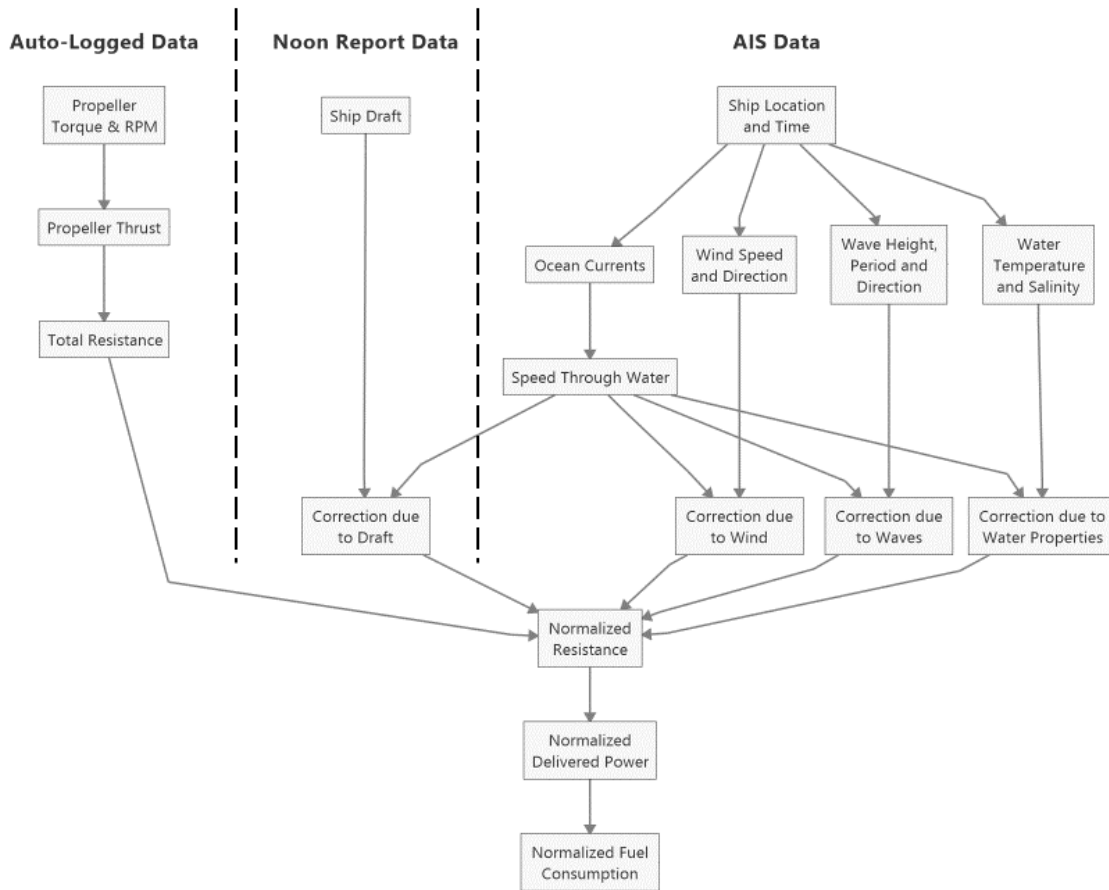 Auto-Logged Data
Noon Report Data
AIS Data
Propeller
Torque & RPM
Ship Draft
Ship Location
and Time
Propeller Thrust
Ocean Currents
Wind Speed
and Direction
Wave Height,
Period and
Direction
Water
Temperature
and Salinity
Total Resistance
Speed Through Water
Correction due
to Draft
Correction due
to Wind
Correction due
to Waves
Correction due to
Water Properties
Normalized
Resistance
Normalized
Delivered Power
Normalized Fuel
Consumption